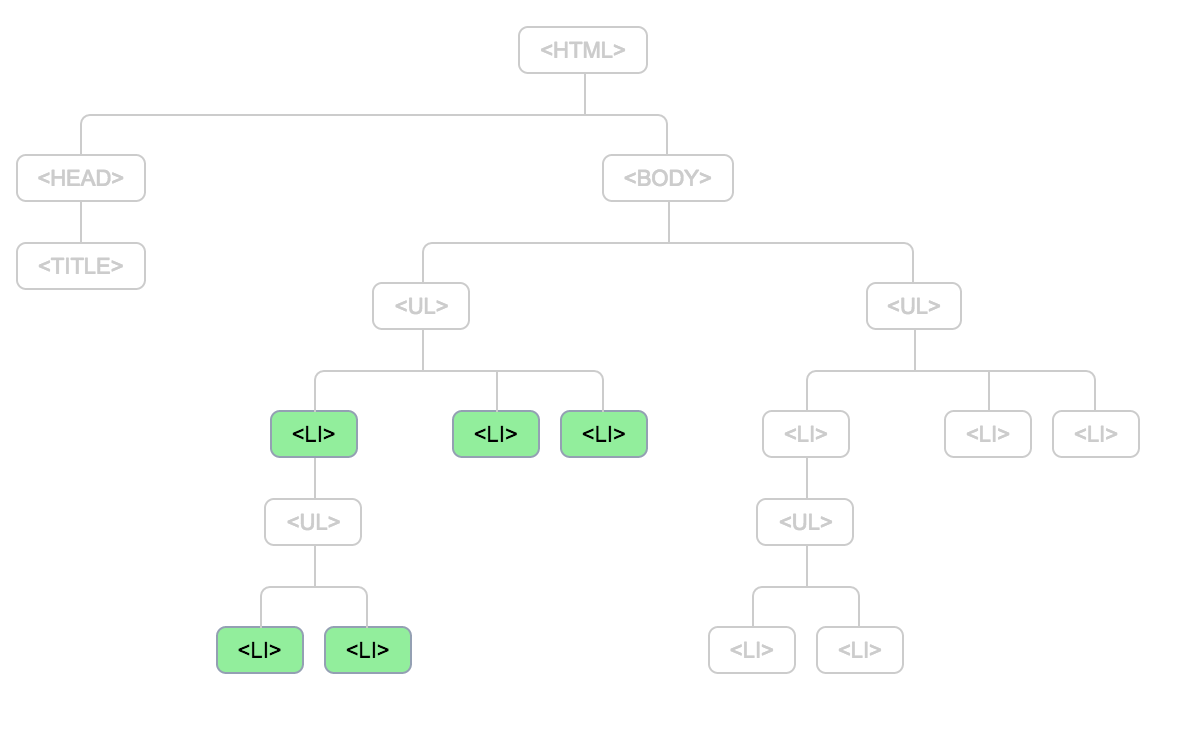 <HTML>
<HEAD> <BODY>
<TITLE>
<UL> <UL>
<LI> <LI> <LI> <LI> <LI> <LI>
<UL> <UL>
<LI> <LI> <LI> <LI>